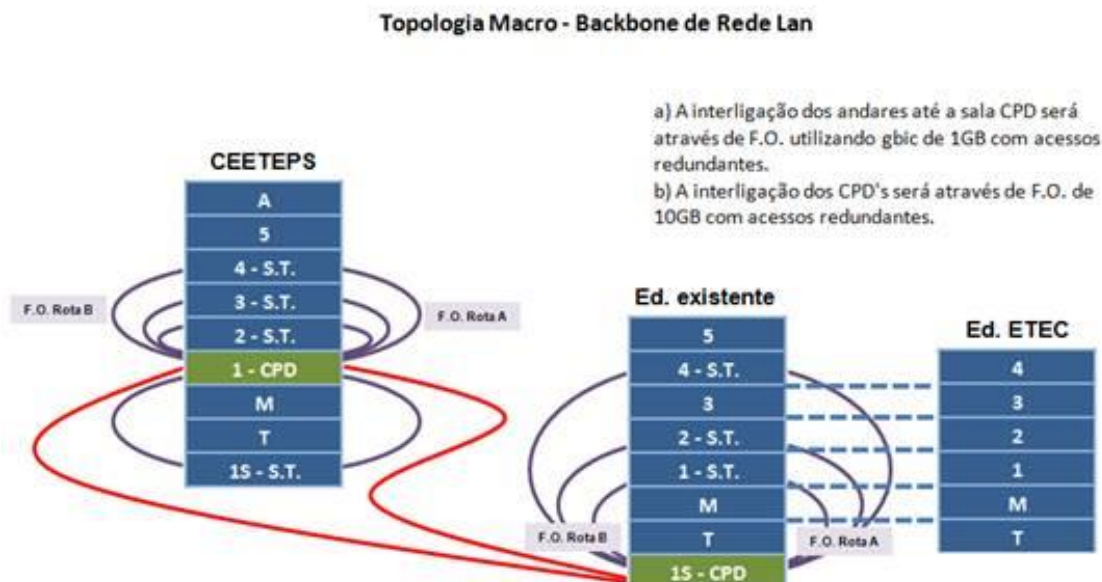 Topologia Macro - Backbone de Rede Lan
a) A interligação dos andares até a sala CPD será
através de F.O. utilizando gbic de 1GB com acessos
redundantes.
b) A interligação dos CPD's será através de F.O. de
10GB com acessos redundantes.
CEETEPS
A
5
4 - S.T.
3 - S.T.
2 - S.T.
1 - CPD
M
T
1S - S.T.
F.O. Rota B
F.O. Rota A
Ed. existente
5
4 - S.T.
3
2 - S.T.
1 - S.T.
M
T
1S - CPD
F.O. Rota B
F.O. Rota A
Ed. ETEC
4
3
2
1
M
T